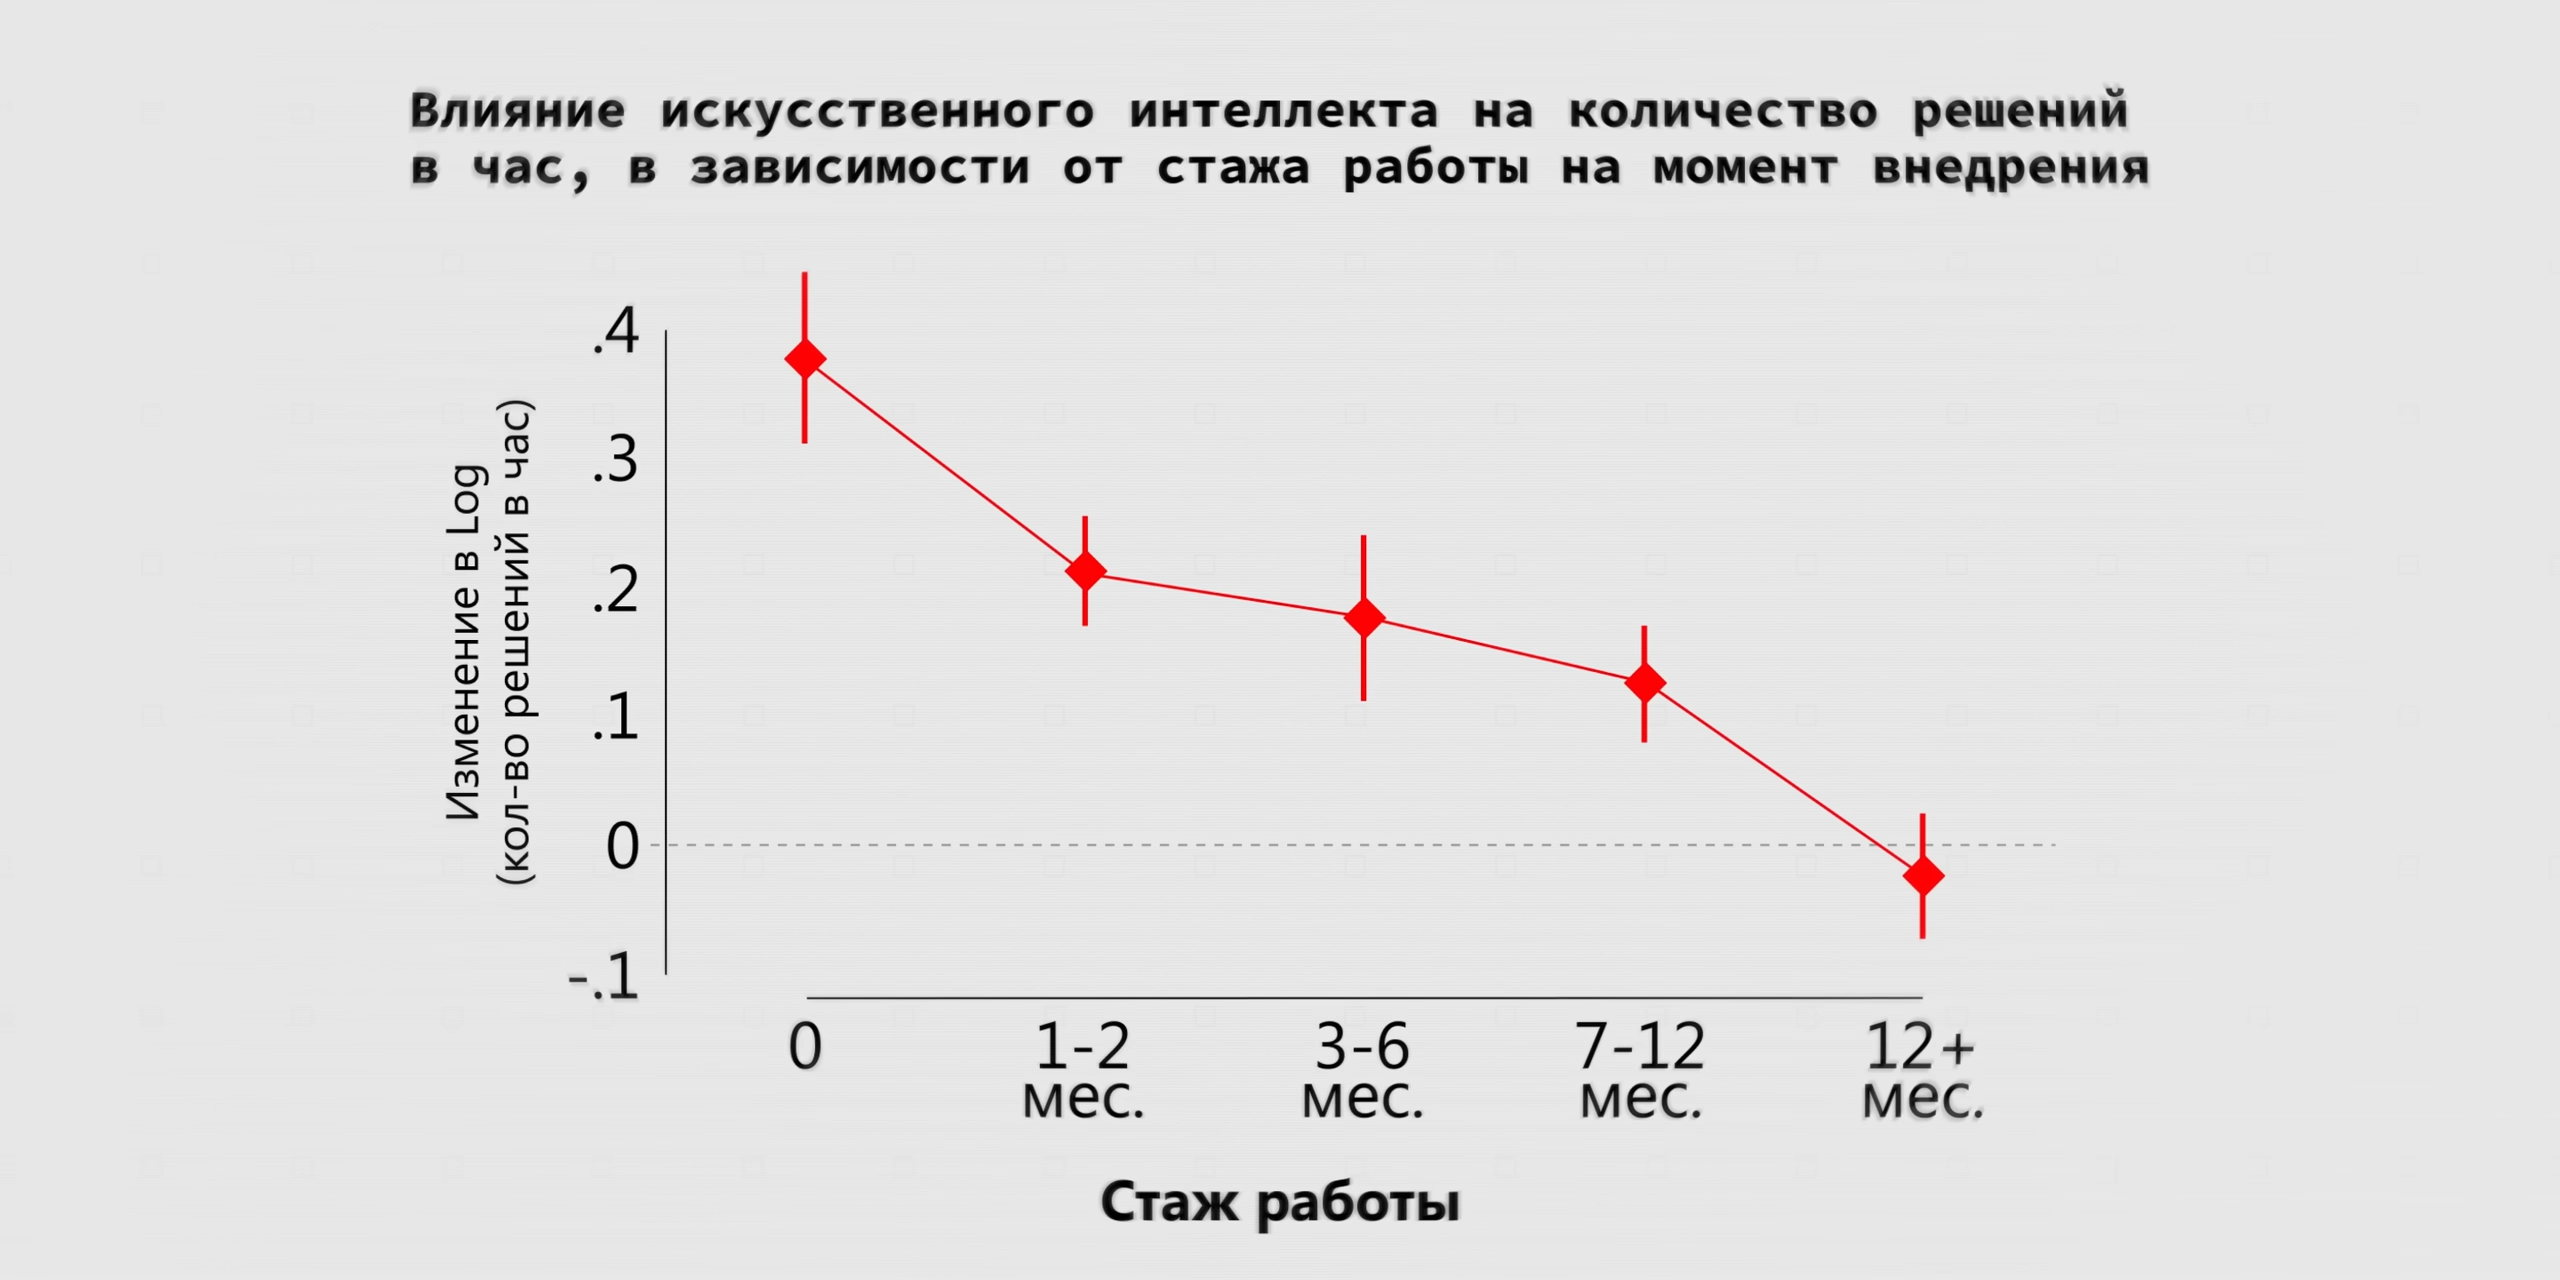 Влияние искусственного интеллекта на количество решений
в час, в зависимости от стажа работы на момент внедрения
Изменение в Log
(кол-во решений в час)
.4
.3
.2
.1
0
-.1
0
1-2
мес.
3-6
мес.
7-12
мес.
12+
мес.
Стаж работы